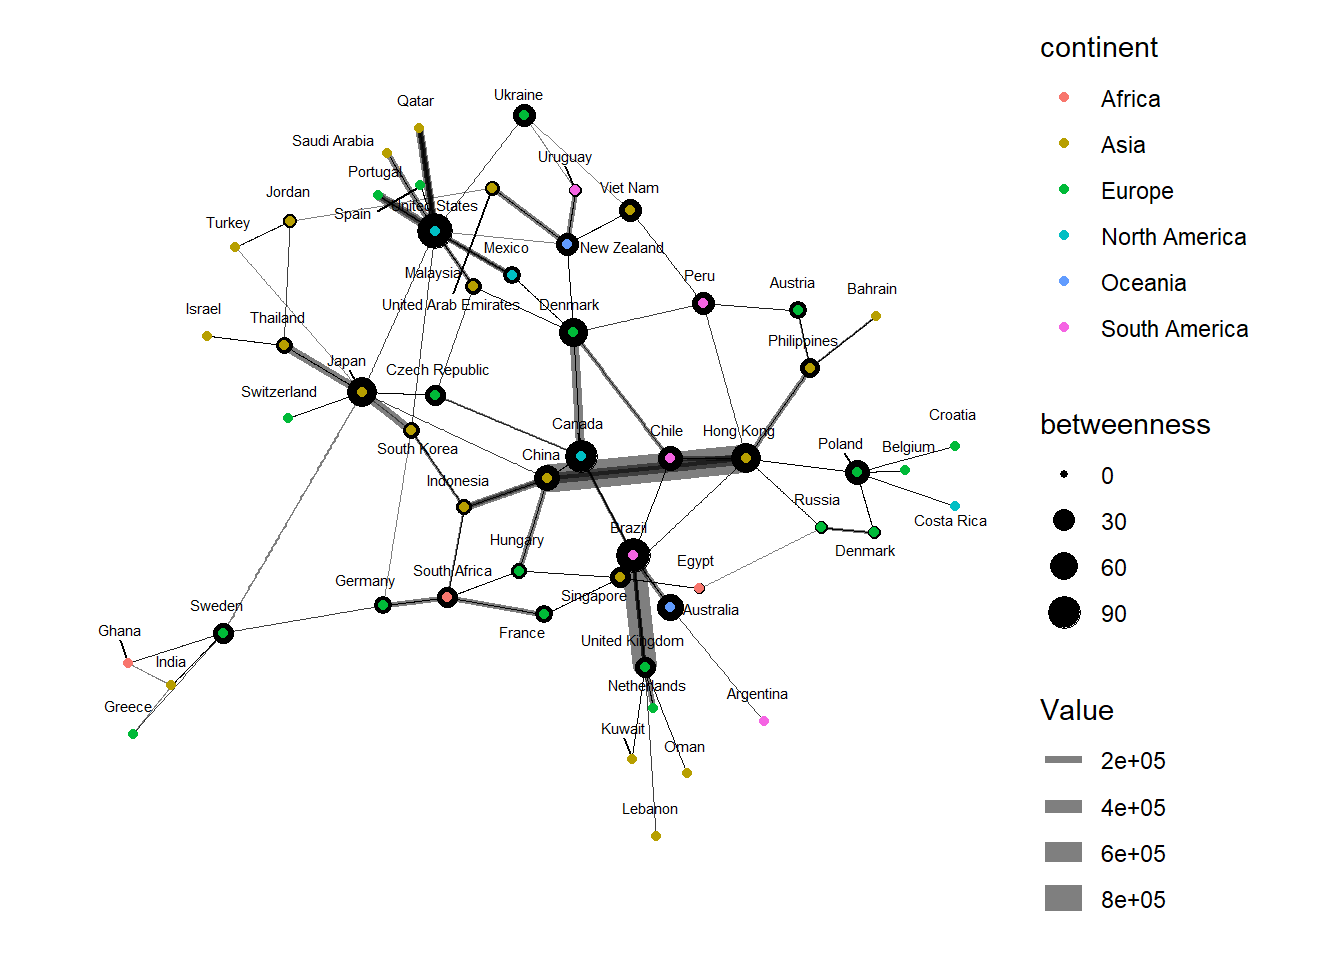 continent
Africa
Asia
Europe
North America
Oceania
South America
betweenness
0
30
60
90
Value
2e+05
4e+05
6e+05
8e+05
Ukraine
Qatar
Saudi Arabia
Uruguay
Portugal
Viet Nam
Jordan
Spain
United States
Turkey
Mexico
New Zealand
Malaysia
Peru
Austria
Bahrain
United Arab Emirates
Denmark
Israel
Thailand
Philippines
Japan
Czech Republic
Switzerland
Croatia
Canada
Chile
Hong Kong
Poland
Belgium
South Korea
China
Indonesia
Russia
Costa Rica
Brazil
Hungary
Denmark
Egypt
South Africa
Germany
Singapore
Sweden
Australia
France
Ghana
United Kingdom
India
Nethenlands
Argentina
Greece
Kuwait
Oman
Lebanon